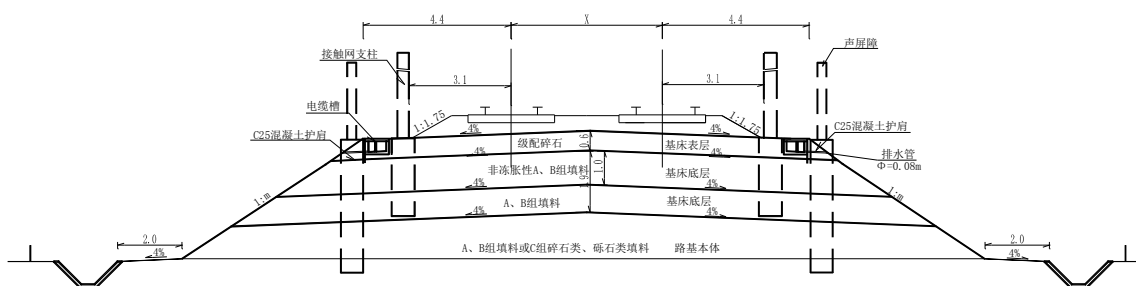 4.4
X
4.4
接触网支柱
声屏障
3.1
3.1
电缆槽
1:1.75
1:1.75
C25混凝土护肩
C25混凝土护肩
4%
4%
级配碎石
0.6
基床表层
4%
4%
排水管
Φ=0.08m
非冻胀性A、B组填料
1.9
1.0
基床底层
1:m
1:m
4%
4%
A、B组填料
基床底层
4%
4%
2.0
2.0
4%
4%
A、B组填料或C组碎石类、砾石类填料
路基本体